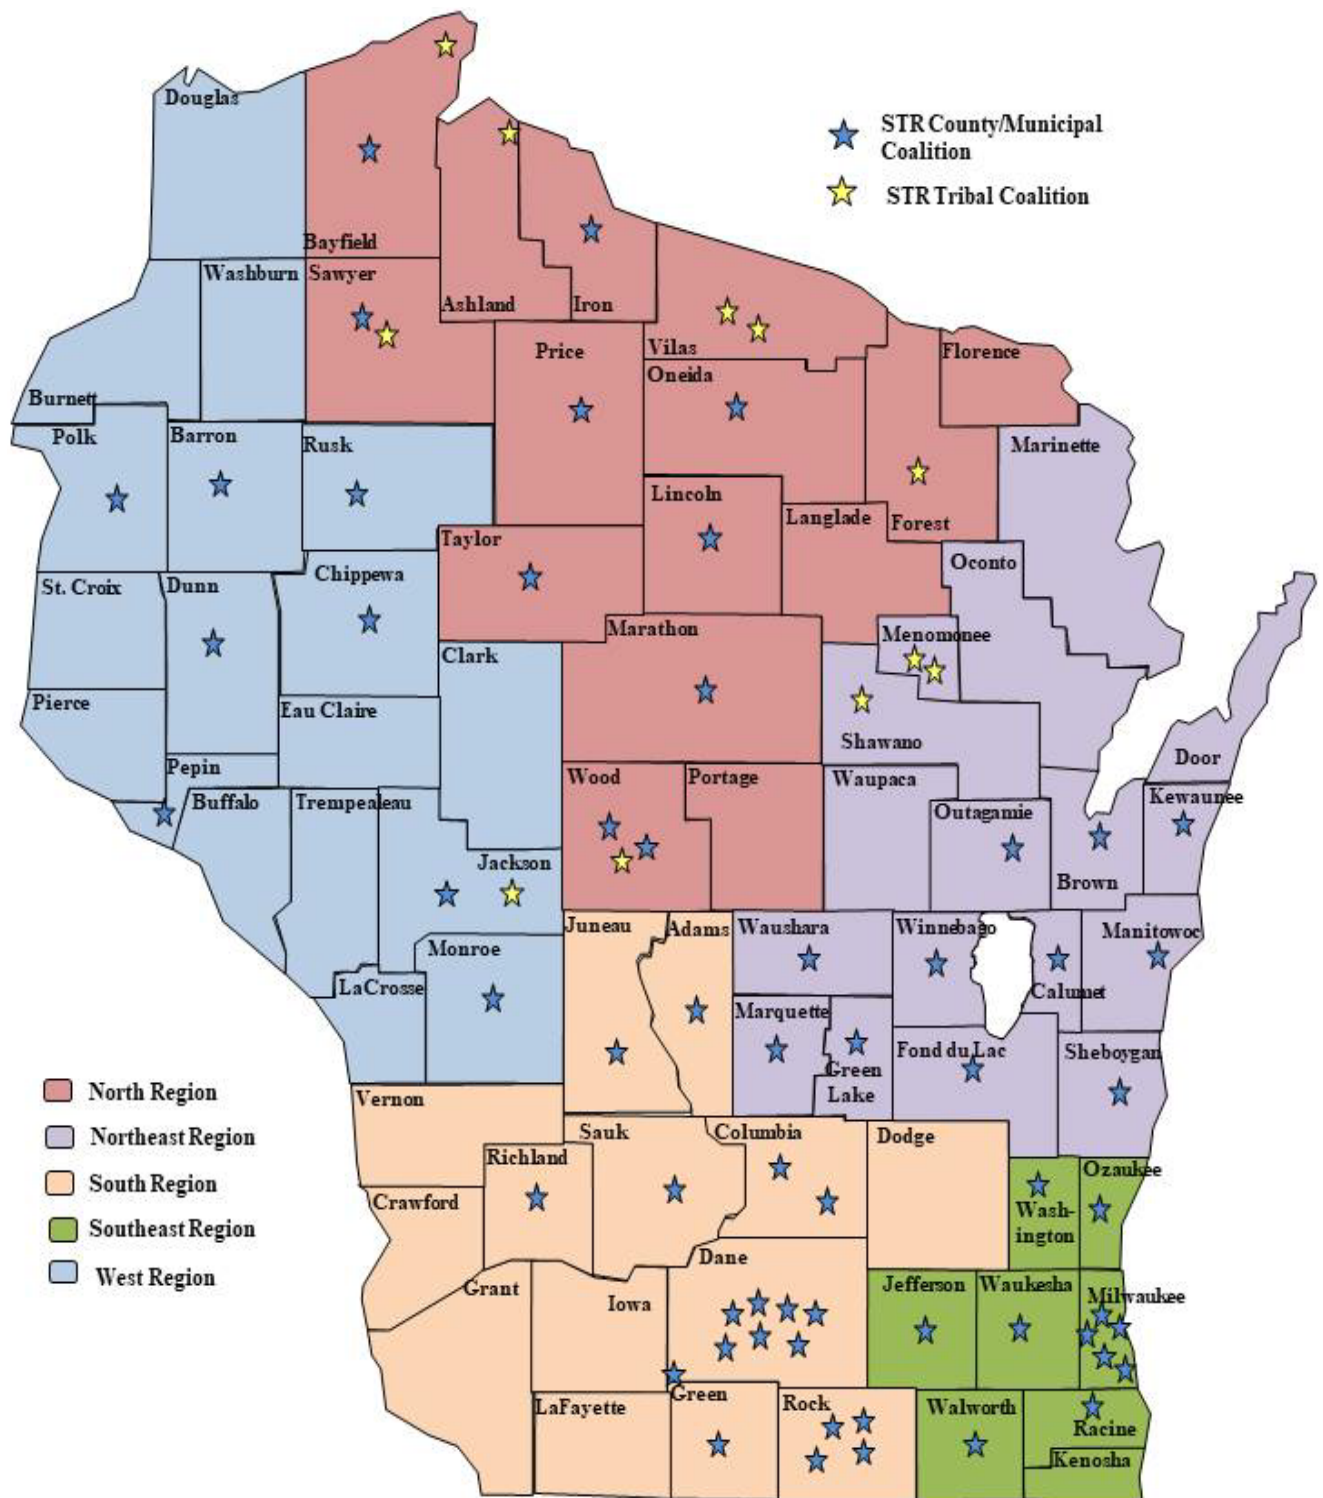 Douglas
STR County/Municipal
Coalition
STR Tribal Coalition
Bayfield
Washburn
Sawyer
Ashland
Iron
Price
Vilas
Florence
Oneida
Burnett
Polk
Barron
Rusk
Marinette
Lincoln
Langlade
Forest
Taylor
Oconto
St. Croix
Dunn
Chippewa
Marathon
Menomonee
Clark
Pierce
Eau Claire
Shawano
Door
Pepin
Wood
Portage
Waupaca
Kewaunee
Buffalo
Trempealeau
Outagamie
Brown
Jackson
Juneau
Adams
Waushara
Winnebago
Manitowoc
Monroe
LaCrosse
Calumet
Marquette
Fond du Lac
Sheboygan
Green
Lake
North Region
Vernon
Northeast Region
Sauk
Columbia
Dodge
South Region
Richland
Ozaukee
Crawford
Wash-
ington
Southeast Region
Dane
West Region
Grant
Iowa
Jefferson
Waukesha
Milwaukee
Green
LaFayette
Rock
Walworth
Racine
Kenosha